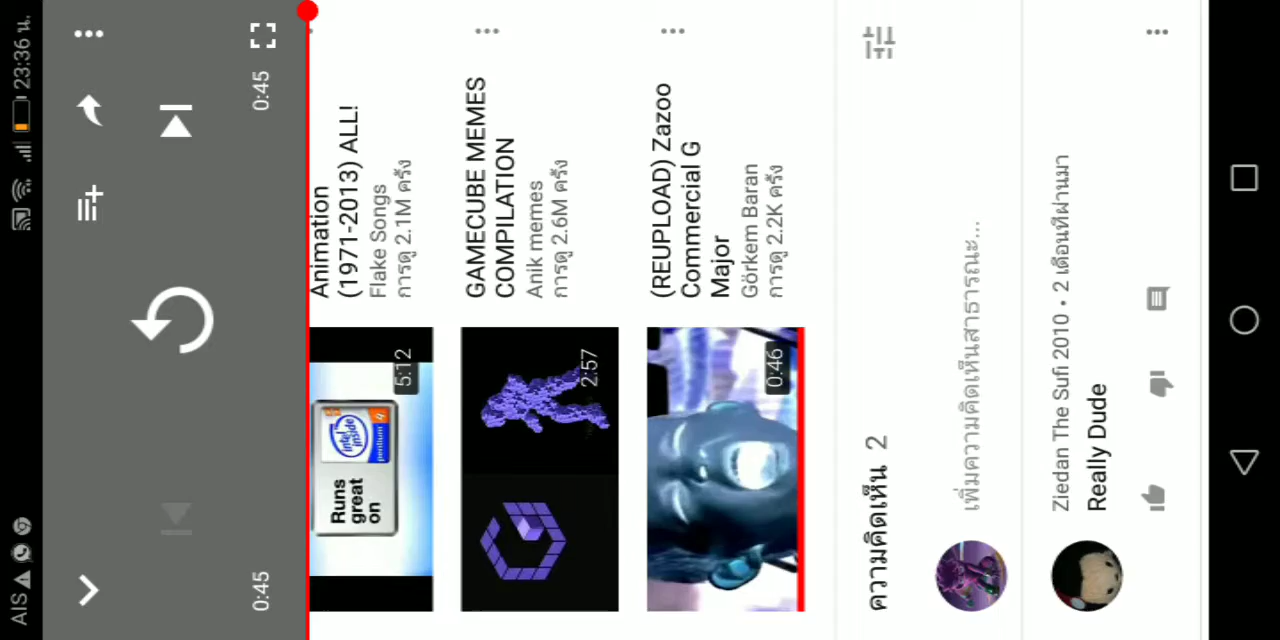 AIS
23:36 น.
0:45
0:45
Animation
(1971-2013) ALL!
Flake Songs
การดู 2.1M ครั้ง
Runs
great
on
intel
inside
pentium 4
5:12
GAMECUBE MEMES
COMPILATION
Anik memes
การดู 2.6M ครั้ง
2:57
(REUPLOAD) Zazoo
Commercial G
Major
Görkem Baran
การดู 2.2K ครั้ง
0:46
ความคิดเห็น 2
เพิ่มความคิดเห็นสาธารณะ...
Ziedan The Sufi 2010 • 2 เดือนที่ผ่านมา
Really Dude